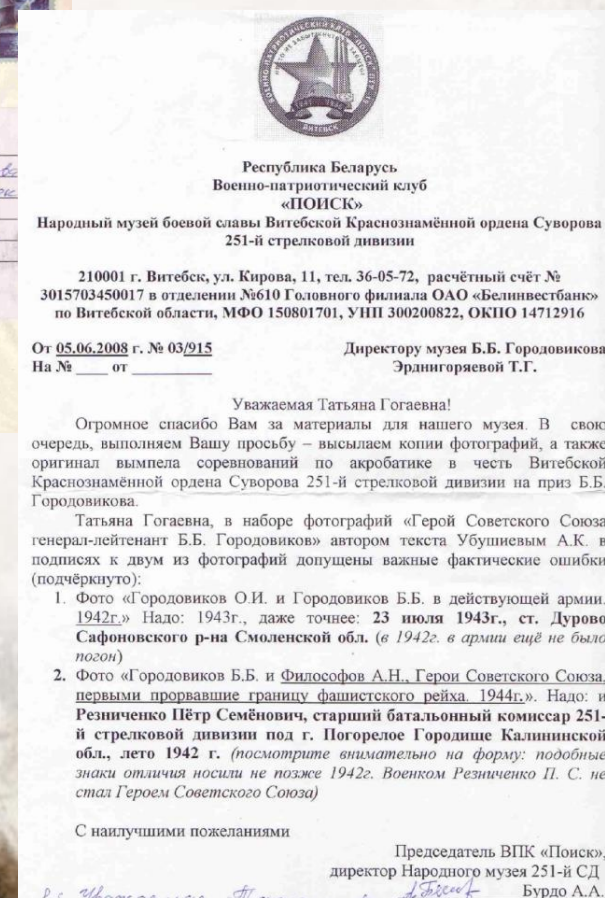 ВОЕННО-ПАТРИОТИЧЕСКИЙ КЛУБ "ПОИСК"
ВИТЕБСК
Республика Беларусь
Военно-патриотический клуб
«ПОИСК»
Народный музей боевой славы Витебской Краснознамённой ордена Суворова
251-й стрелковой дивизии
210001 г. Витебск, ул. Кирова, 11, тел. 36-05-72, расчётный счёт №
3015703450017 в отделении №610 Головного филиала ОАО «Белинвестбанк»
по Витебской области, МФО 150801701, УНП 300200822, ОКПО 14712916
От 05.06.2008 г. № 03/915 Директору музея Б.Б. Городовикова
На № ____ от __________ Эрднигоряевой Т.Г.
Уважаемая Татьяна Гогаевна!
Огромное спасибо Вам за материалы для нашего музея. В свою
очередь, выполняем Вашу просьбу – высылаем копии фотографий, а также
оригинал вымпела соревнований по акробатике в честь Витебской
Краснознамённой ордена Суворова 251-й стрелковой дивизии на приз Б.Б.
Городовикова.
Татьяна Гогаевна, в наборе фотографий «Герой Советского Союза
генерал-лейтенант Б.Б. Городовиков» автором текста Убушиевым А.К. в
подписях к двум из фотографий допущены важные фактические ошибки
(подчёркнуто):
1. Фото «Городовиков О.И. и Городовиков Б.Б. в действующей армии.
1942г.» Надо: 1943г., даже точнее: 23 июля 1943г., ст. Дурово
Сафоновского р-на Смоленской обл. (в 1942г. в армии ещё не было
погон)
2. Фото «Городовиков Б.Б. и Философов А.Н., Герои Советского Союза,
первыми прорвавшие границу фашистского рейха. 1944г.». Надо: и
Резниченко Пётр Семёнович, старший батальонный комиссар 251-
й стрелковой дивизии под г. Погорелое Городище Калининской
обл., лето 1942 г. (посмотрите внимательно на форму: подобные
знаки отличия носили не позже 1942г. Военком Резниченко П. С. не
стал Героем Советского Союза)
С наилучшими пожеланиями
Председатель ВПК «Поиск»,
директор Народного музея 251-й СД
Бурдо А.А.